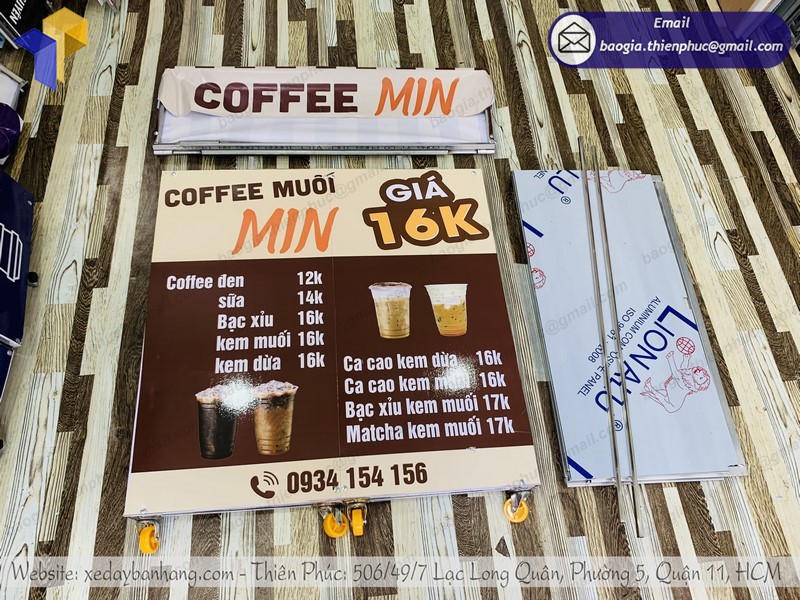 Email
baogia.thienphuc@gmail.com
COFFEE MIN
COFFEE MUỐI
MIN
GIÁ
16K
Coffee đen 12k
sữa 14k
Bạc xỉu 16k
kem muối 16k
kem dừa 16k
Ca cao kem dừa 16k
Ca cao kem muối 16k
Bạc xỉu kem muối 17k
Matcha kem muối 17k
0934 154 156
LIONALU ®
Website: xedaybanhang.com - Thiên Phúc: 506/49/7 Lạc Long Quân, Phường 5, Quận 11, HCM